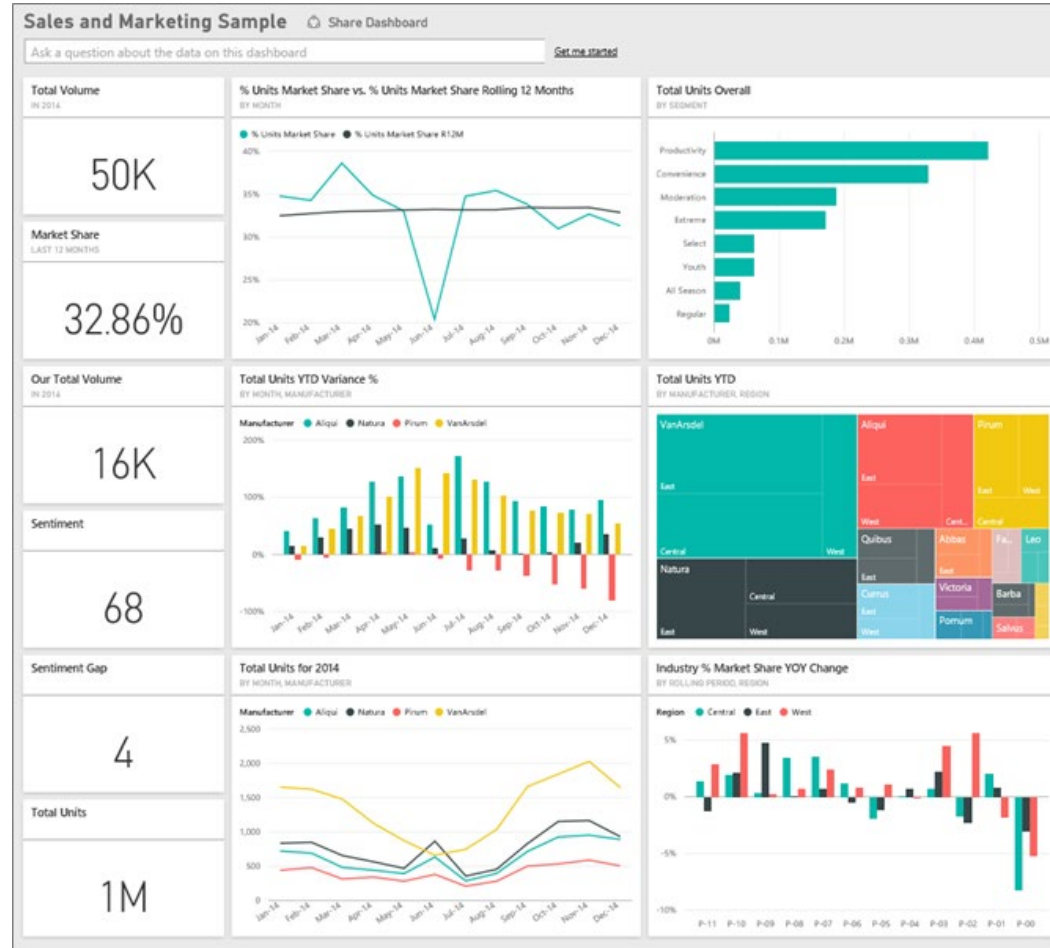 Sales and Marketing Sample Share Dashboard
Ask a question about the data on this dashboard Get me started
Total Volume
IN 2014
50K
Market Share
LAST 12 MONTHS
32.86%
% Units Market Share vs. % Units Market Share Rolling 12 Months
BY MONTH
% Units Market Share % Units Market Share R12M
40%
35%
30%
25%
20%
Jan-14 Feb-14 Mar-14 Apr-14 May-14 Jun-14 Jul-14 Aug-14 Sep-14 Oct-14 Nov-14 Dec-14
Total Units Overall
BY SEGMENT
Productivity
Convenience
Moderation
Extreme
Select
Youth
All Season
Regular
0M 0.1M 0.2M 0.3M 0.4M 0.5M
Our Total Volume
IN 2014
16K
Sentiment
68
Total Units YTD Variance %
BY MONTH, MANUFACTURER
Manufacturer Aliqui Natura Pirum VanArsdel
200%
100%
0%
-100%
Jan-14 Feb-14 Mar-14 Apr-14 May-14 Jun-14 Jul-14 Aug-14 Sep-14 Oct-14 Nov-14 Dec-14
Total Units YTD
BY MANUFACTURER, REGION
VanArsdel
East
Central West
Aliqui
East
West Cent...
Pirum
East West
Central
Natura
Central
East West
Quibus
East
Currus
East
West
Abbas
East
Fa...
Leo
Victoria
Barba
Pomum
Salvus
Sentiment Gap
4
Total Units
1M
Total Units for 2014
BY MONTH, MANUFACTURER
Manufacturer Aliqui Natura Pirum VanArsdel
2,500
2,000
1,500
1,000
500
0
Jan-14 Feb-14 Mar-14 Apr-14 May-14 Jun-14 Jul-14 Aug-14 Sep-14 Oct-14 Nov-14 Dec-14
Industry % Market Share YOY Change
BY ROLLING PERIOD, REGION
Region Central East West
5%
0%
-5%
-10%
P-11 P-10 P-09 P-08 P-07 P-06 P-05 P-04 P-03 P-02 P-01 P-00